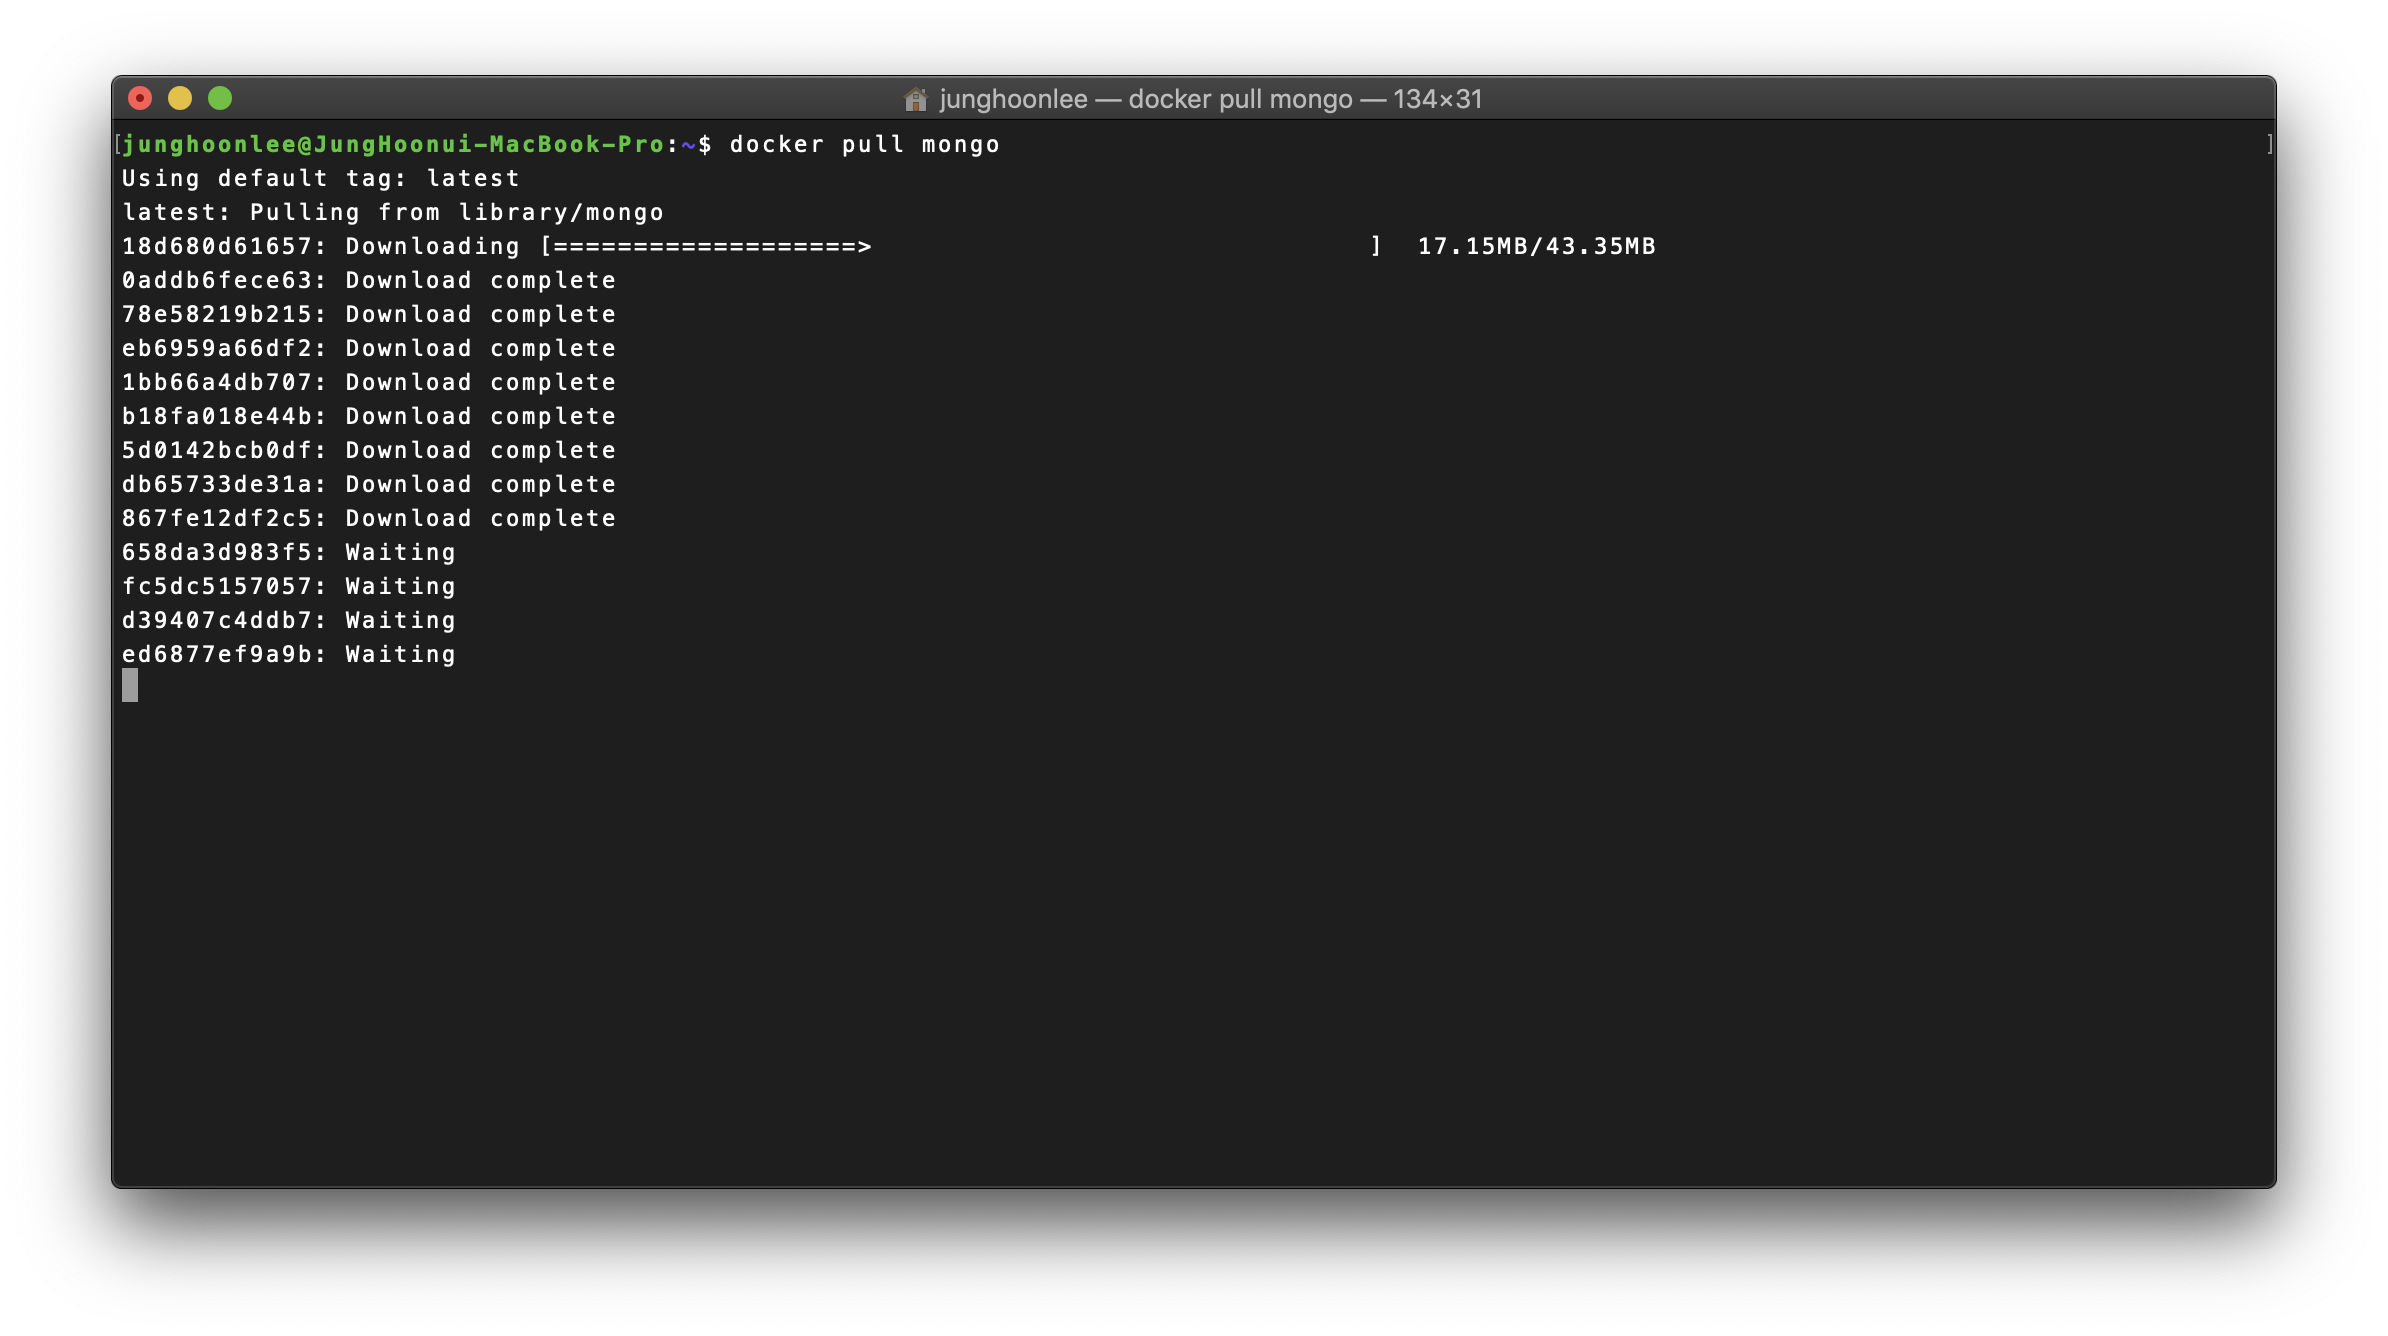 junghoonlee — docker pull mongo — 134×31
[junghoonlee@JungHoonui-MacBook-Pro:~$ docker pull mongo ]
Using default tag: latest
latest: Pulling from library/mongo
18d680d61657: Downloading [===================>                               ]  17.15MB/43.35MB
0addb6fece63: Download complete
78e58219b215: Download complete
eb6959a66df2: Download complete
1bb66a4db707: Download complete
b18fa018e44b: Download complete
5d0142bcb0df: Download complete
db65733de31a: Download complete
867fe12df2c5: Download complete
658da3d983f5: Waiting
fc5dc5157057: Waiting
d39407c4ddb7: Waiting
ed6877ef9a9b: Waiting